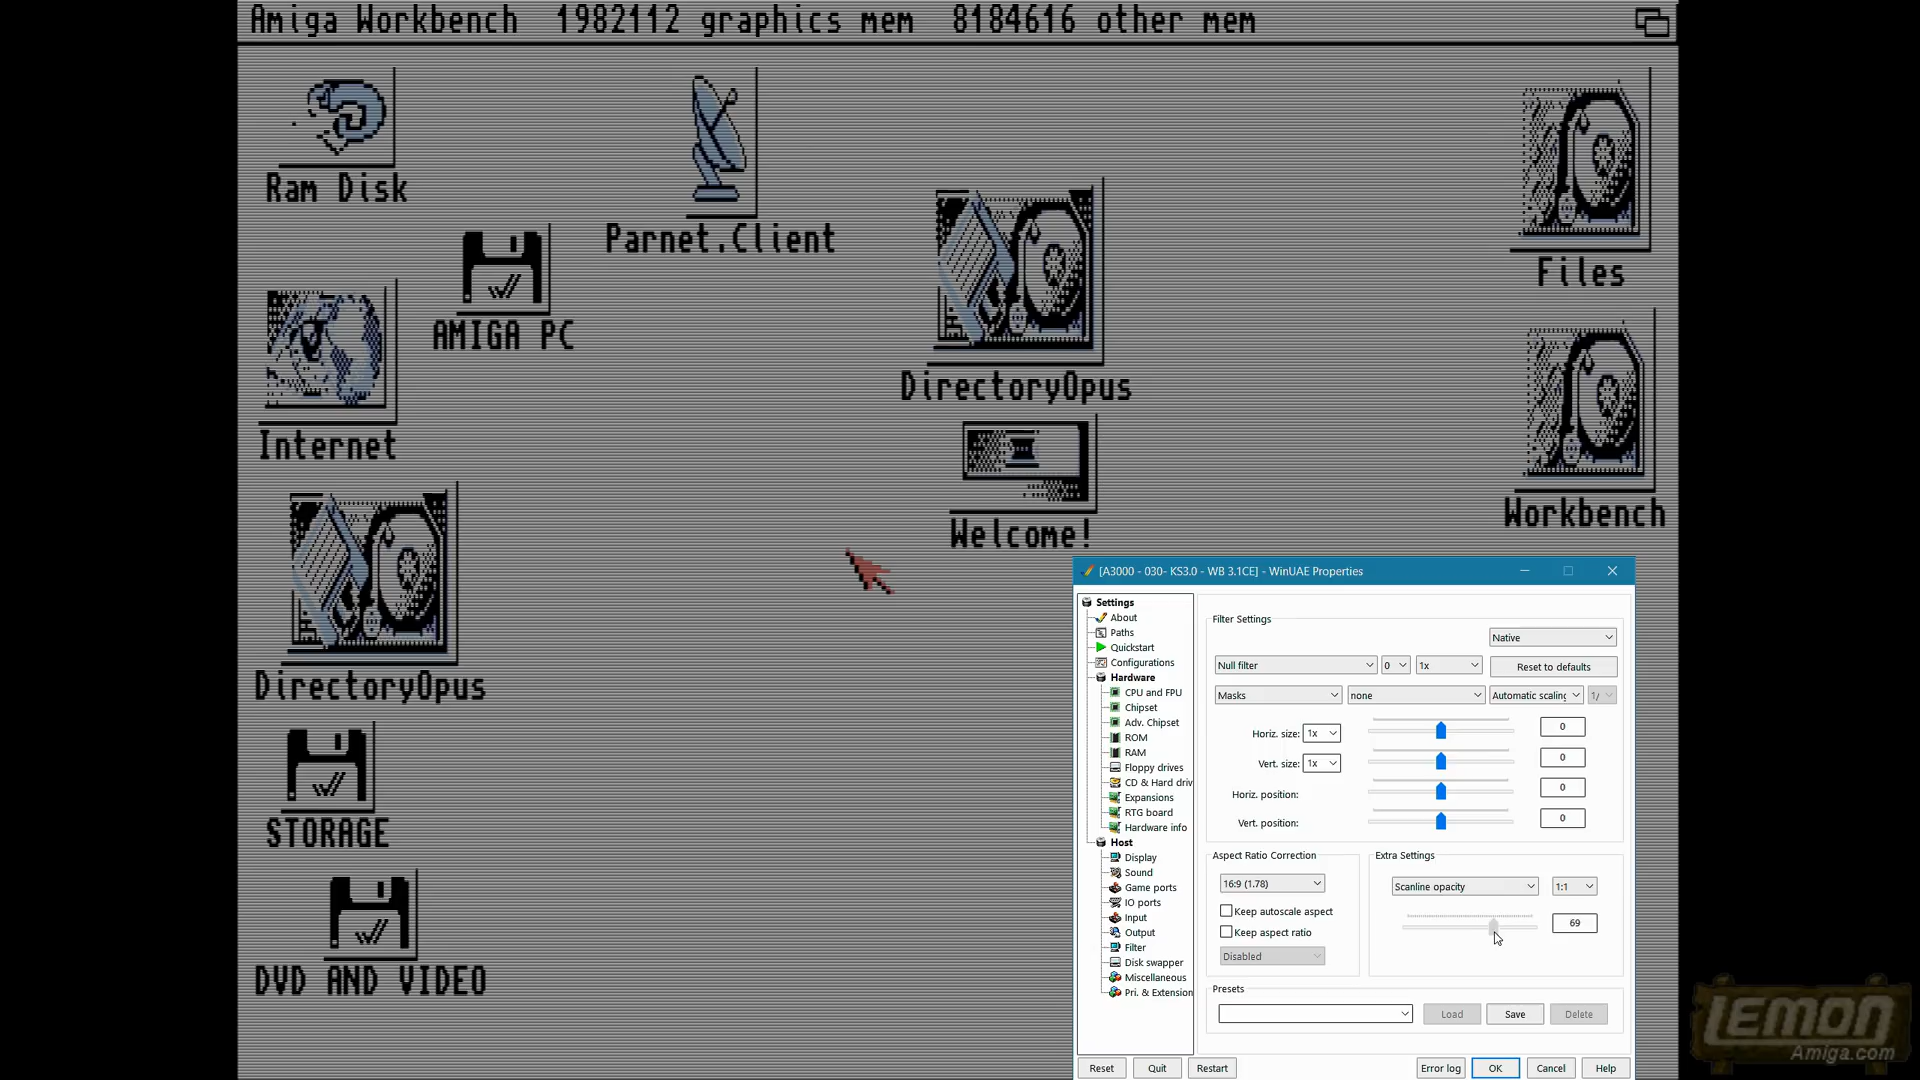 Amiga Workbench 1982112 graphics mem 8184616 other mem
Ram Disk
Parnet.Client
Files
AMIGA PC
DirectoryOpus
Internet
Workbench
Welcome!
DirectoryOpus
STORAGE
DVD AND VIDEO
[A3000 - 030- KS3.0 - WB 3.1CE] - WinUAE Properties
Settings
About
Paths
Quickstart
Configurations
Hardware
CPU and FPU
Chipset
Adv. Chipset
ROM
RAM
Floppy drives
CD & Hard driv
Expansions
RTG board
Hardware info
Host
Display
Sound
Game ports
IO ports
Input
Output
Filter
Disk swapper
Miscellaneous
Pri. & Extension
Filter Settings
Native
Null filter 0 1x Reset to defaults
Masks none Automatic scaling 1/
Horiz. size: 1x 0
Vert. size: 1x 0
Horiz. position: 0
Vert. position: 0
Aspect Ratio Correction
16:9 (1.78)
Keep autoscale aspect
Keep aspect ratio
Disabled
Extra Settings
Scanline opacity 1:1
69
Presets
Load Save Delete
Reset Quit Restart Error log OK Cancel Help
LEMON
Amiga.com